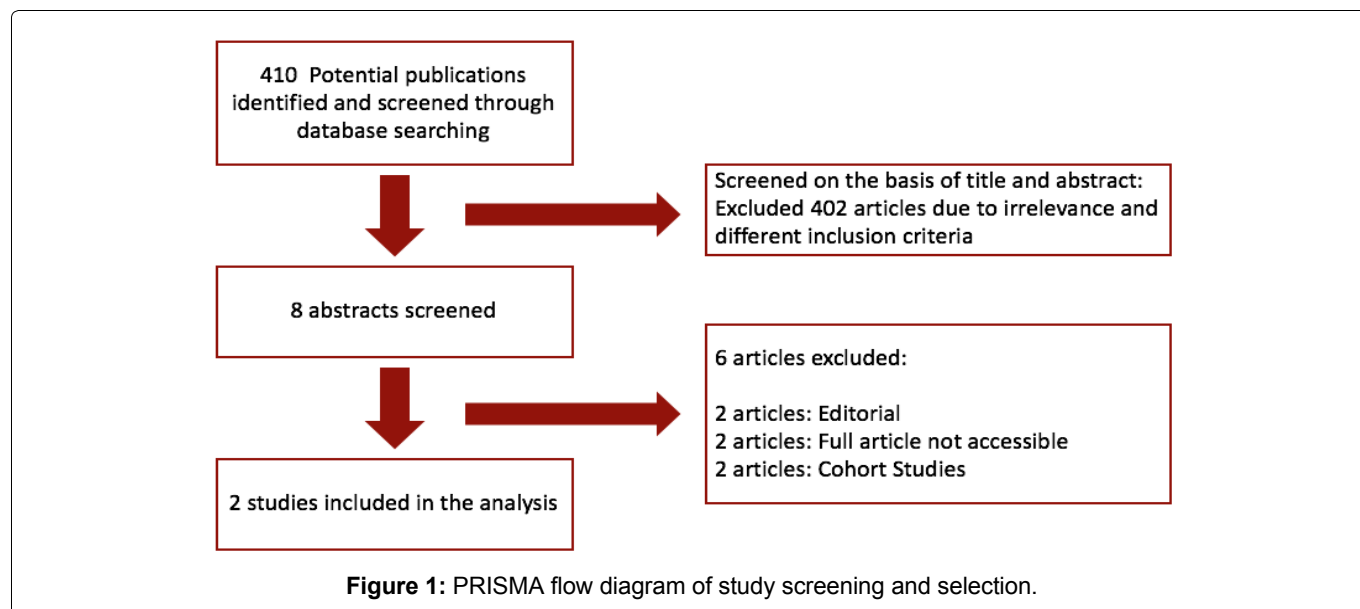 410 Potential publications
identified and screened through
database searching
Screened on the basis of title and abstract:
Excluded 402 articles due to irrelevance and
different inclusion criteria
8 abstracts screened
6 articles excluded:
2 articles: Editorial
2 articles: Full article not accessible
2 articles: Cohort Studies
2 studies included in the analysis
Figure 1: PRISMA flow diagram of study screening and selection.